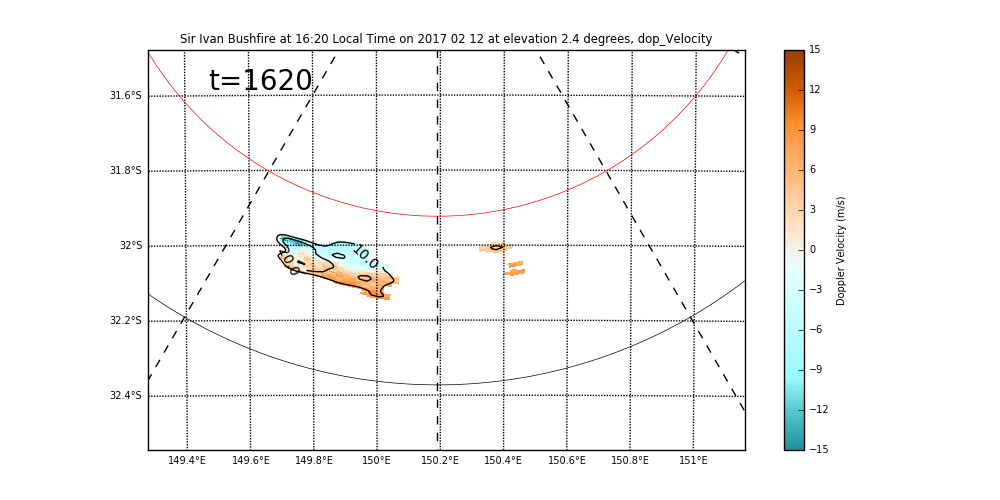 Sir Ivan Bushfire at 16:20 Local Time on 2017 02 12 at elevation 2.4 degrees, dop_Velocity
t=1620
31.6°S
31.8°S
32°S
32.2°S
32.4°S
10.0
149.4°E 149.6°E 149.8°E 150°E 150.2°E 150.4°E 150.6°E 150.8°E 151°E
15
12
9
6
3
0
−3
−6
−9
−12
−15
Doppler Velocity (m/s)